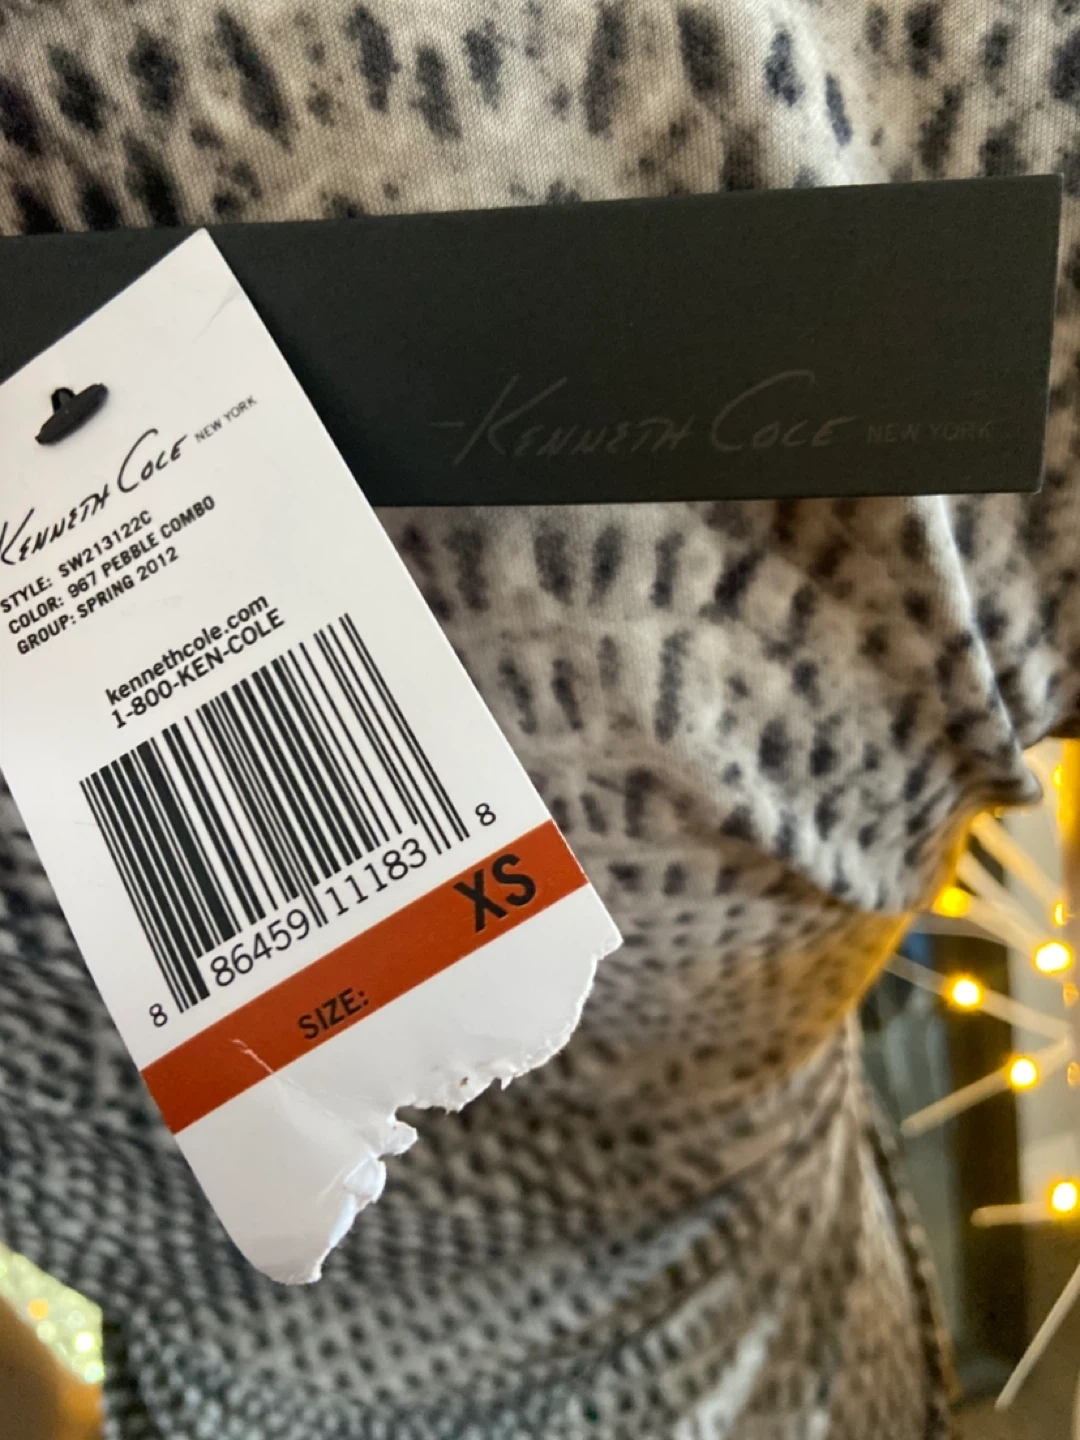 KENNETH COLE NEW YORK
STYLE: SW213122C
COLOR: 967 PEBBLE COMBO
GROUP: SPRING 2012
kennethcole.com
1-800-KEN-COLE
8 86459 11183 8
SIZE: XS
KENNETH COLE NEW YORK